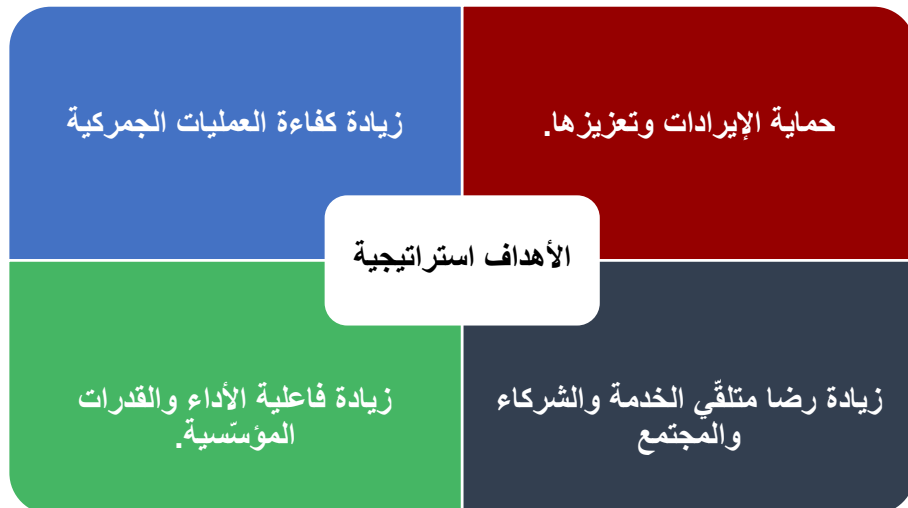 حماية الإيرادات وتعزيزها.
زيادة كفاءة العمليات الجمركية
الأهداف استراتيجية
زيادة رضا متلقّي الخدمة والشركاء
والمجتمع
زيادة فاعلية الأداء والقدرات
المؤسّسية.